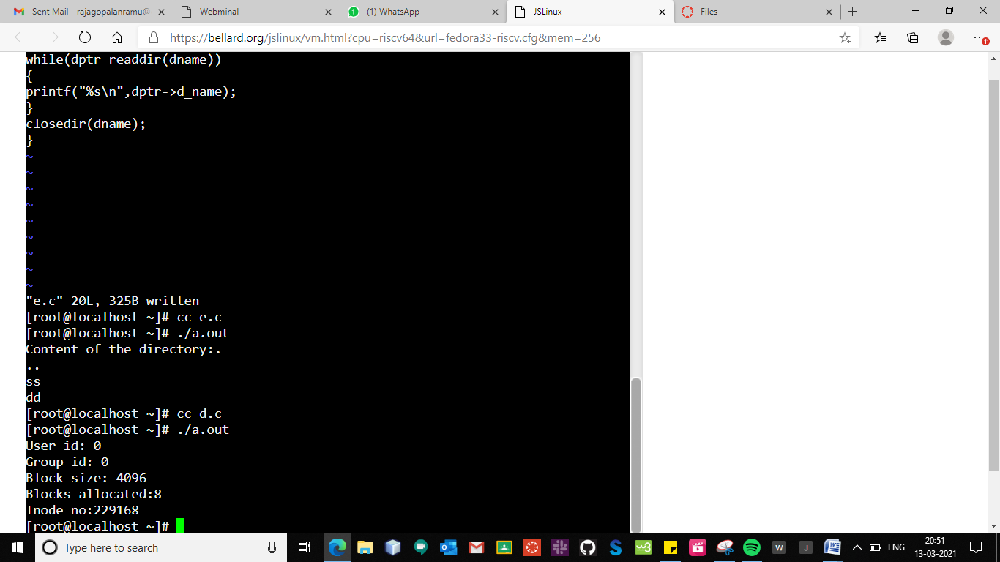 Sent Mail - rajagopalanramu@
Webminal
(1) WhatsApp
JSLinux
Files
https://bellard.org/jslinux/vm.html?cpu=riscv64&url=fedora33-riscv.cfg&mem=256
while(dptr=readdir(dname))
{
printf("%s\n",dptr->d_name);
}
closedir(dname);
}
~
~
~
~
~
~
~
~
~
"e.c" 20L, 325B written
[root@localhost ~]# cc e.c
[root@localhost ~]# ./a.out
Content of the directory:.
..
ss
dd
[root@localhost ~]# cc d.c
[root@localhost ~]# ./a.out
User id: 0
Group id: 0
Block size: 4096
Blocks allocated:8
Inode no:229168
[root@localhost ~]#
Type here to search
W
J
ENG
20:51
13-03-2021